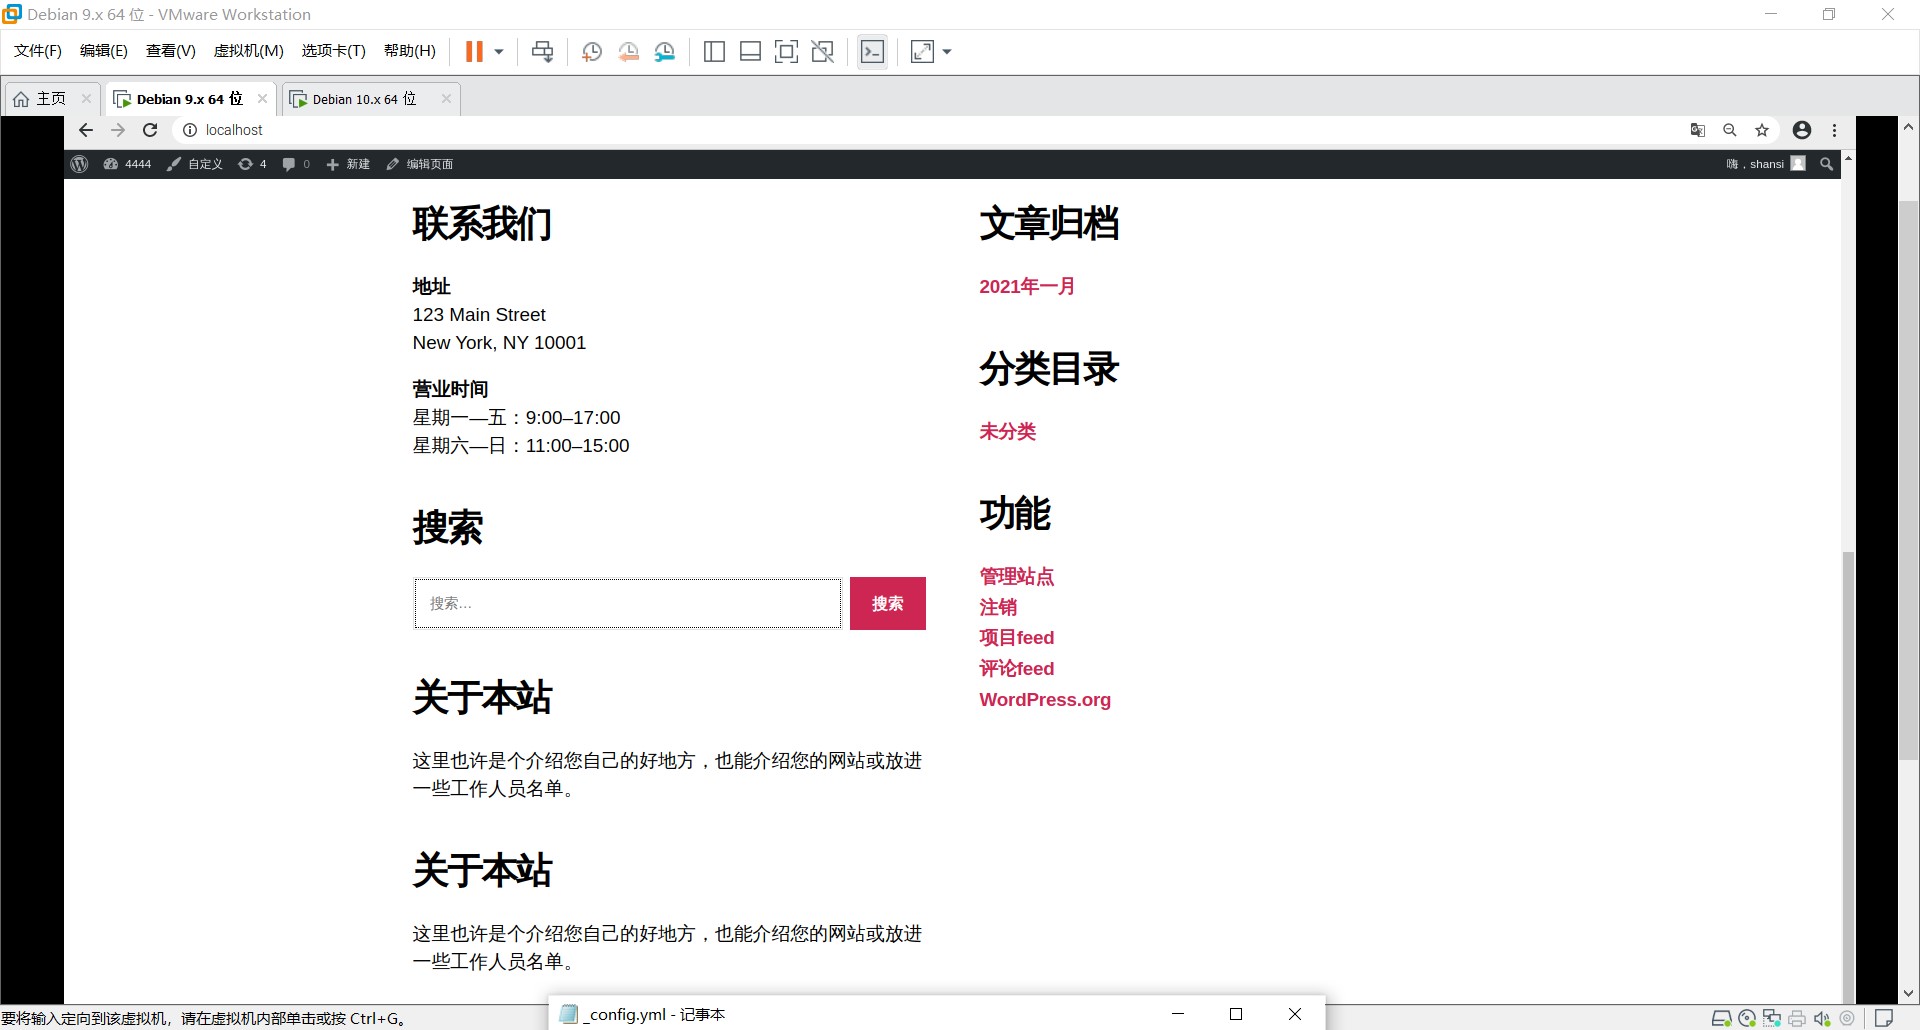 Debian 9.x 64 位 - VMware Workstation
文件(F) 编辑(E) 查看(V) 虚拟机(M) 选项卡(T) 帮助(H)
主页 Debian 9.x 64 位 Debian 10.x 64 位
localhost
4444 自定义 4 0 新建 编辑页面 嗨，shansi
联系我们
地址
123 Main Street
New York, NY 10001
营业时间
星期一—五：9:00–17:00
星期六—日：11:00–15:00
搜索
搜索…
搜索
关于本站
这里也许是个介绍您自己的好地方，也能介绍您的网站或放进
一些工作人员名单。
关于本站
这里也许是个介绍您自己的好地方，也能介绍您的网站或放进
一些工作人员名单。
文章归档
2021年一月
分类目录
未分类
功能
管理站点
注销
项目feed
评论feed
WordPress.org
要将输入定向到该虚拟机，请在虚拟机内部单击或按 Ctrl+G。
_config.yml - 记事本